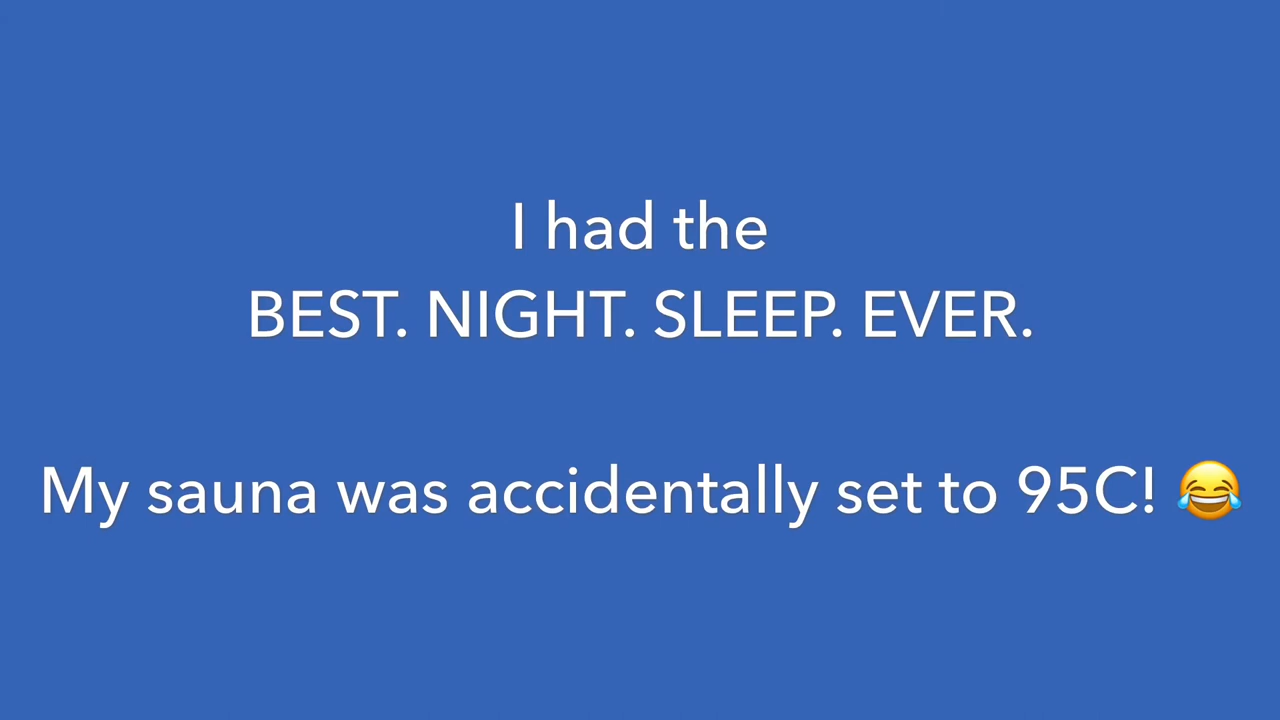 I had the
BEST. NIGHT. SLEEP. EVER.
My sauna was accidentally set to 95C! 😂